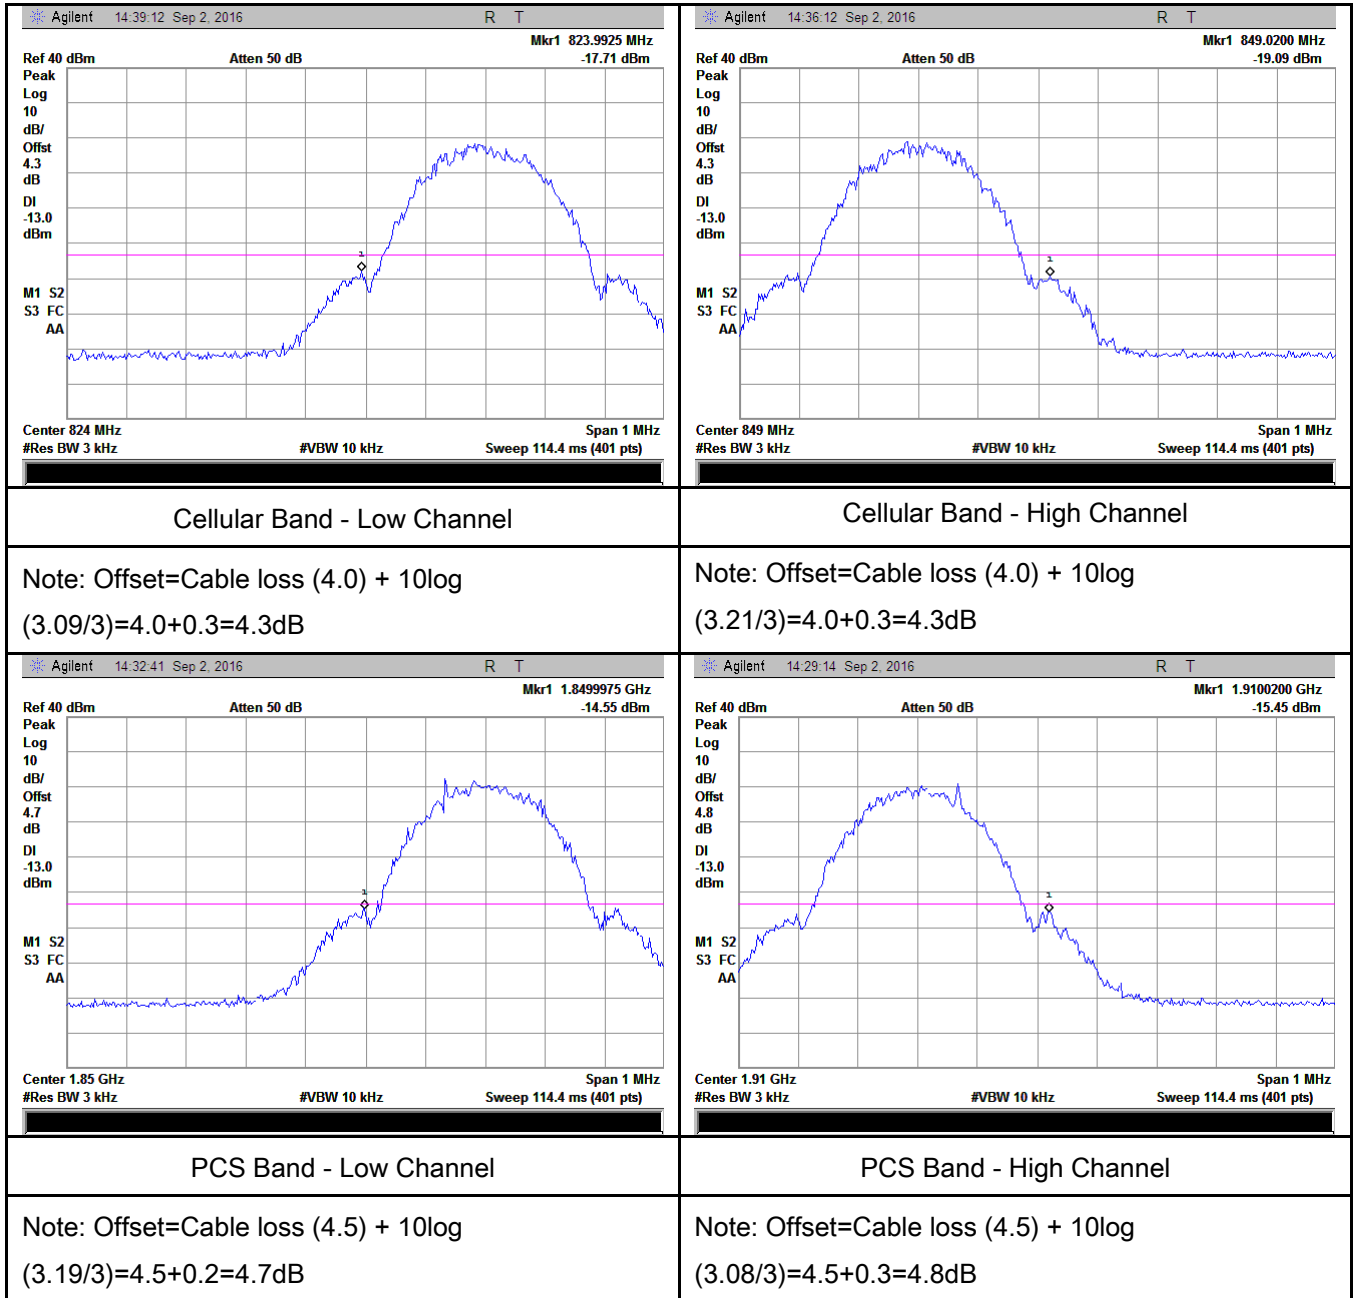 Agilent 14:39:12 Sep 2, 2016 R T
Mkr1 823.9925 MHz
Ref 40 dBm Atten 50 dB -17.71 dBm
Peak
Log
10
dB/
Offst
4.3
dB
DI
-13.0
dBm
1
M1 S2
S3 FC
AA
Center 824 MHz Span 1 MHz
#Res BW 3 kHz #VBW 10 kHz Sweep 114.4 ms (401 pts)
Agilent 14:36:12 Sep 2, 2016 R T
Mkr1 849.0200 MHz
Ref 40 dBm Atten 50 dB -19.09 dBm
Peak
Log
10
dB/
Offst
4.3
dB
DI
-13.0
dBm
1
M1 S2
S3 FC
AA
Center 849 MHz Span 1 MHz
#Res BW 3 kHz #VBW 10 kHz Sweep 114.4 ms (401 pts)
Cellular Band - Low Channel
Cellular Band - High Channel
Note: Offset=Cable loss (4.0) + 10log
(3.09/3)=4.0+0.3=4.3dB
Note: Offset=Cable loss (4.0) + 10log
(3.21/3)=4.0+0.3=4.3dB
Agilent 14:32:41 Sep 2, 2016 R T
Mkr1 1.8499975 GHz
Ref 40 dBm Atten 50 dB -14.55 dBm
Peak
Log
10
dB/
Offst
4.7
dB
DI
-13.0
dBm
1
M1 S2
S3 FC
AA
Center 1.85 GHz Span 1 MHz
#Res BW 3 kHz #VBW 10 kHz Sweep 114.4 ms (401 pts)
Agilent 14:29:14 Sep 2, 2016 R T
Mkr1 1.9100200 GHz
Ref 40 dBm Atten 50 dB -15.45 dBm
Peak
Log
10
dB/
Offst
4.8
dB
DI
-13.0
dBm
1
M1 S2
S3 FC
AA
Center 1.91 GHz Span 1 MHz
#Res BW 3 kHz #VBW 10 kHz Sweep 114.4 ms (401 pts)
PCS Band - Low Channel
PCS Band - High Channel
Note: Offset=Cable loss (4.5) + 10log
(3.19/3)=4.5+0.2=4.7dB
Note: Offset=Cable loss (4.5) + 10log
(3.08/3)=4.5+0.3=4.8dB